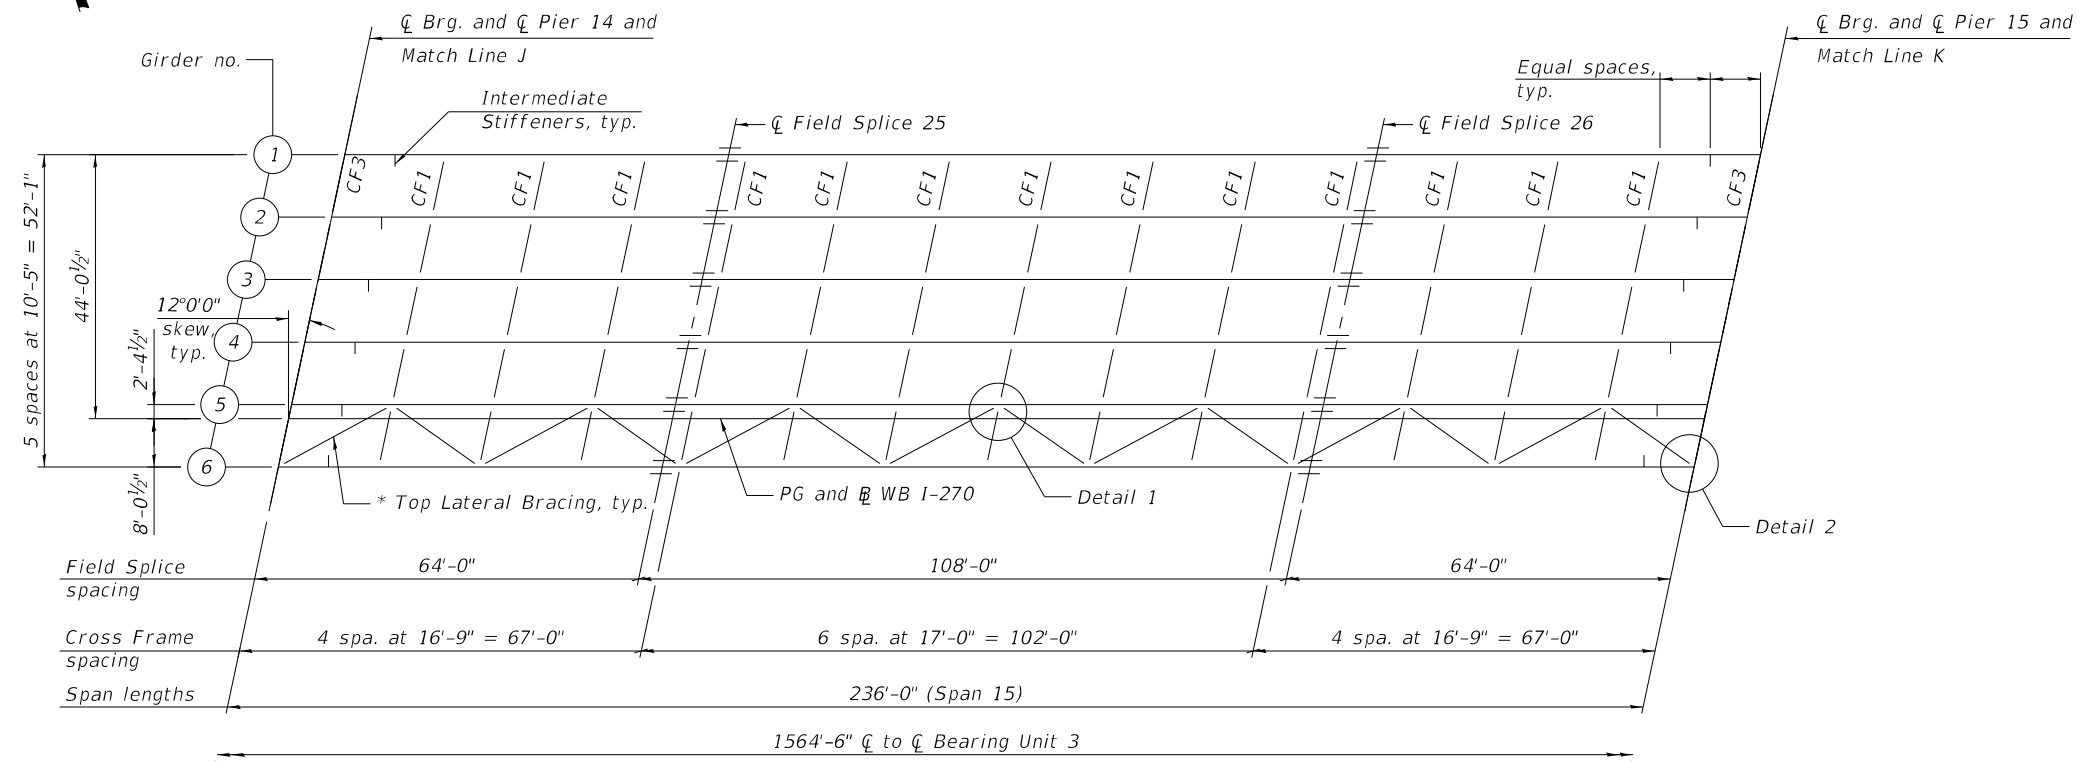 ℄ Brg. and ℄ Pier 14 and
Match Line J
℄ Brg. and ℄ Pier 15 and
Match Line K
Girder no.
Equal spaces,
typ.
Intermediate
Stiffeners, typ.
℄ Field Splice 25
℄ Field Splice 26
1
2
3
4
5
6
CF3
CF1
CF1
CF1
CF1
CF1
CF1
CF1
CF1
CF1
CF1
CF1
CF1
CF1
CF3
5 spaces at 10'-5" = 52'-1"
44'-0½"
2'-4½"
8'-0½"
12°0'0"
skew,
typ.
* Top Lateral Bracing, typ.
PG and B̲L̲ WB I-270
Detail 1
Detail 2
Field Splice
spacing
64'-0"
108'-0"
64'-0"
Cross Frame
spacing
4 spa. at 16'-9" = 67'-0"
6 spa. at 17'-0" = 102'-0"
4 spa. at 16'-9" = 67'-0"
Span lengths
236'-0" (Span 15)
1564'-6" ℄ to ℄ Bearing Unit 3